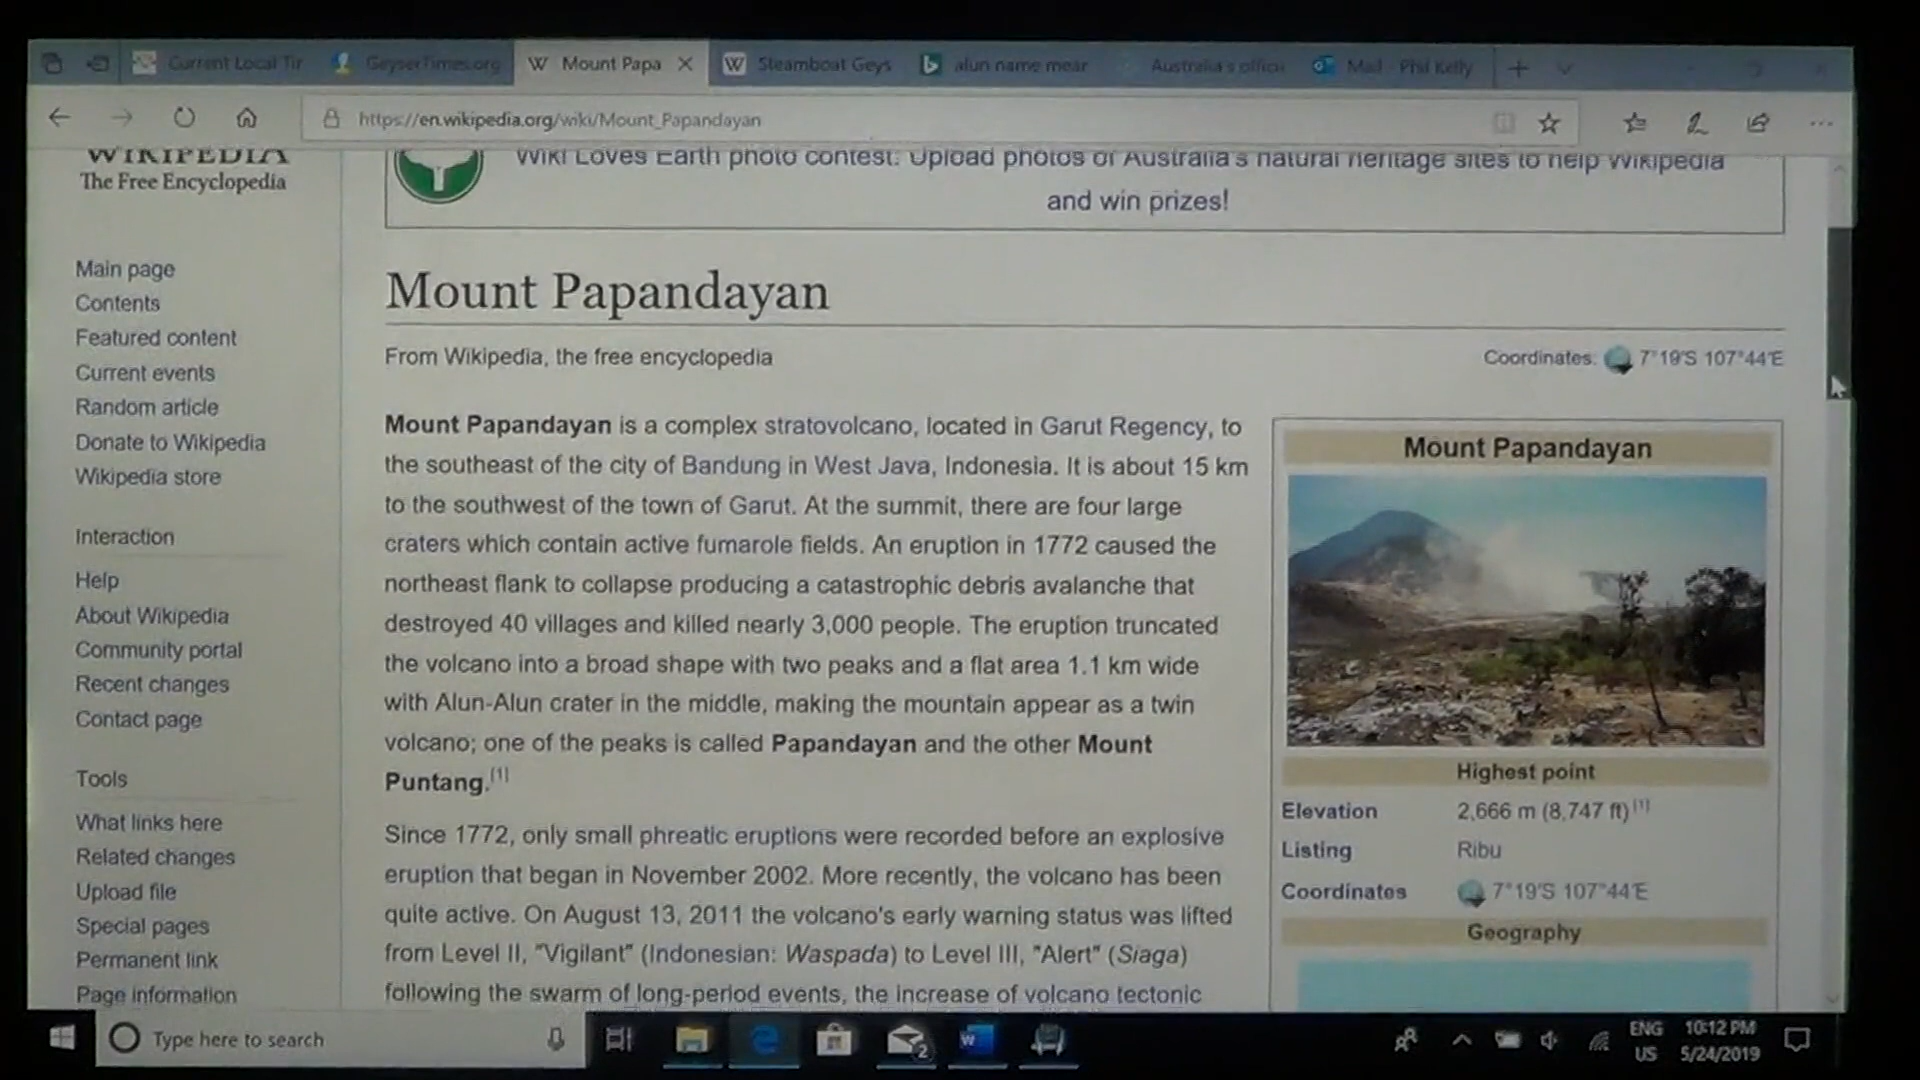 Current Local Tir
GeyserTimes.org
Mount Papa
Steamboat Geys
alun name mear
Australia's offici
Mail - Phil Kelly
https://en.wikipedia.org/wiki/Mount_Papandayan
WIKIPEDIA
The Free Encyclopedia
Wiki Loves Earth photo contest: Upload photos of Australia's natural heritage sites to help Wikipedia
and win prizes!
Main page
Contents
Featured content
Current events
Random article
Donate to Wikipedia
Wikipedia store
Interaction
Help
About Wikipedia
Community portal
Recent changes
Contact page
Tools
What links here
Related changes
Upload file
Special pages
Permanent link
Page information
Mount Papandayan
From Wikipedia, the free encyclopedia
Coordinates: 7°19'S 107°44'E
Mount Papandayan is a complex stratovolcano, located in Garut Regency, to
the southeast of the city of Bandung in West Java, Indonesia. It is about 15 km
to the southwest of the town of Garut. At the summit, there are four large
craters which contain active fumarole fields. An eruption in 1772 caused the
northeast flank to collapse producing a catastrophic debris avalanche that
destroyed 40 villages and killed nearly 3,000 people. The eruption truncated
the volcano into a broad shape with two peaks and a flat area 1.1 km wide
with Alun-Alun crater in the middle, making the mountain appear as a twin
volcano; one of the peaks is called Papandayan and the other Mount
Puntang.[1]
Since 1772, only small phreatic eruptions were recorded before an explosive
eruption that began in November 2002. More recently, the volcano has been
quite active. On August 13, 2011 the volcano's early warning status was lifted
from Level II, "Vigilant" (Indonesian: Waspada) to Level III, "Alert" (Siaga)
following the swarm of long-period events, the increase of volcano tectonic
Mount Papandayan
Highest point
Elevation 2,666 m (8,747 ft)[1]
Listing Ribu
Coordinates 7°19'S 107°44'E
Geography
Type here to search
2
ENG
US
10:12 PM
5/24/2019